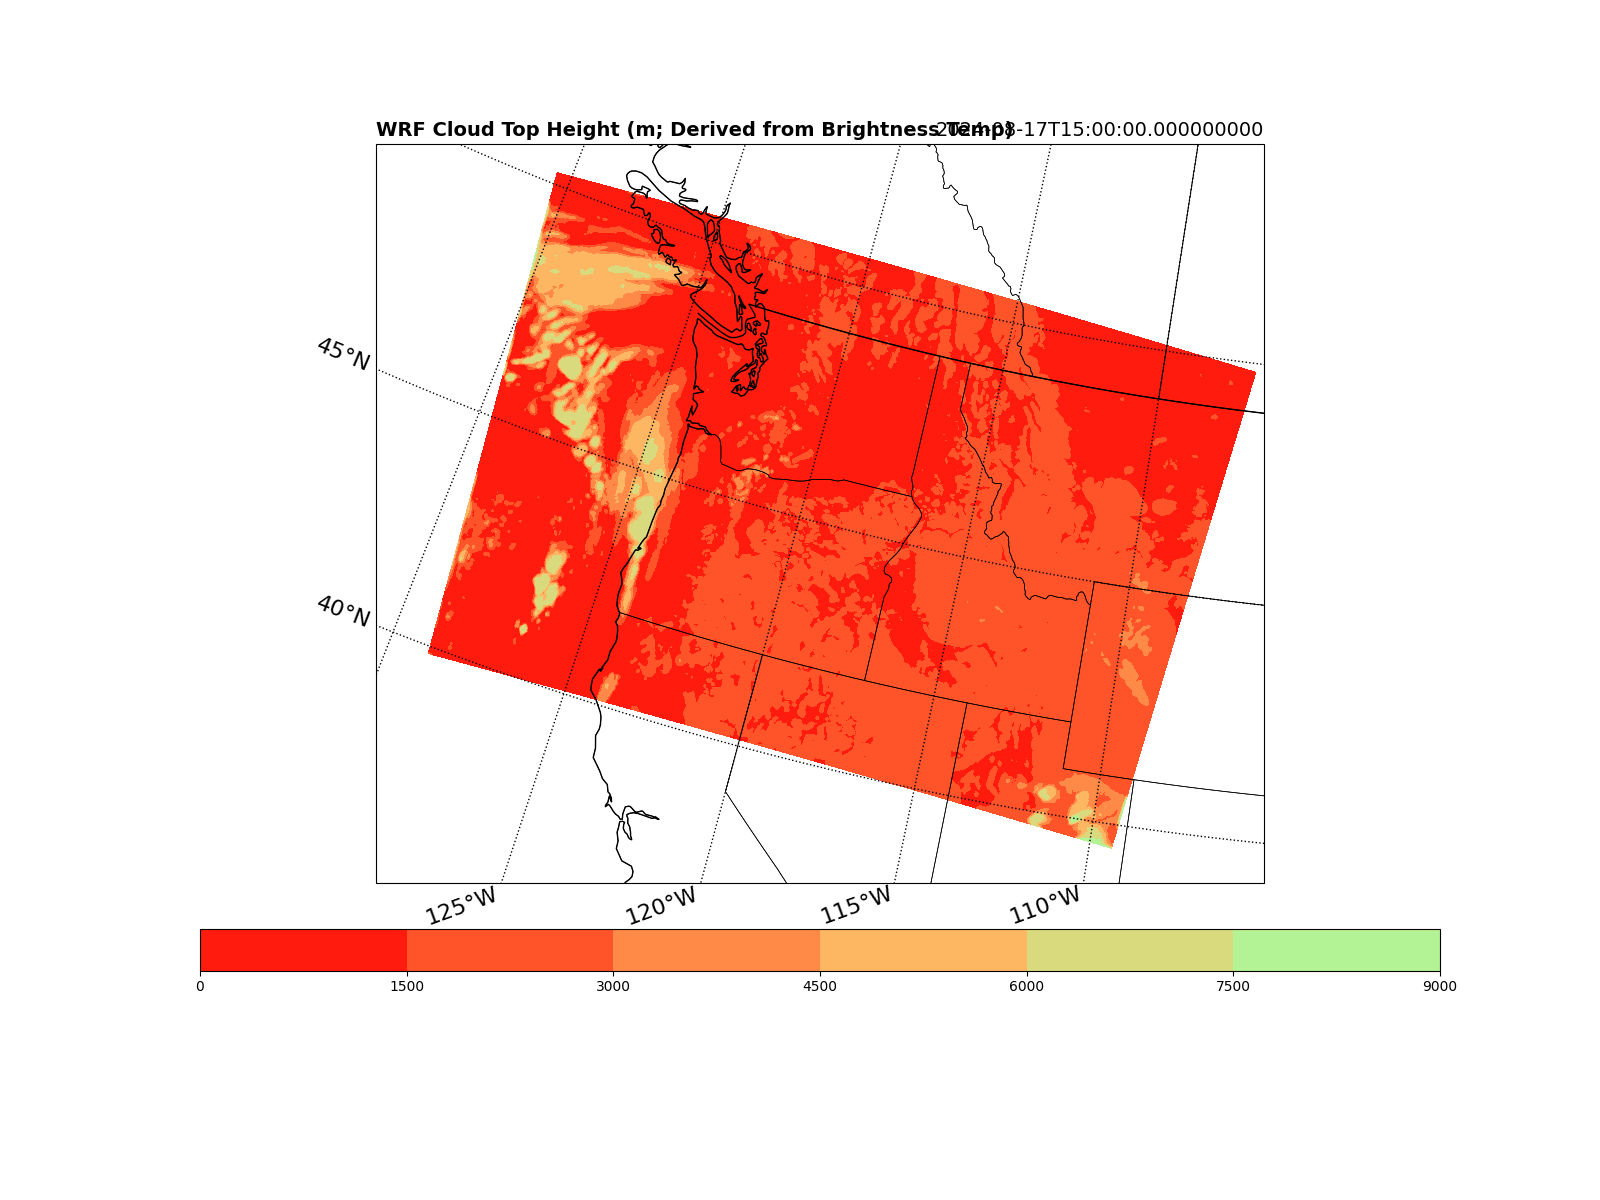 WRF Cloud Top Height (m; Derived from Brightness Temp)
2024-08-17T15:00:00.000000000
45°N
40°N
125°W 120°W 115°W 110°W
0 1500 3000 4500 6000 7500 9000